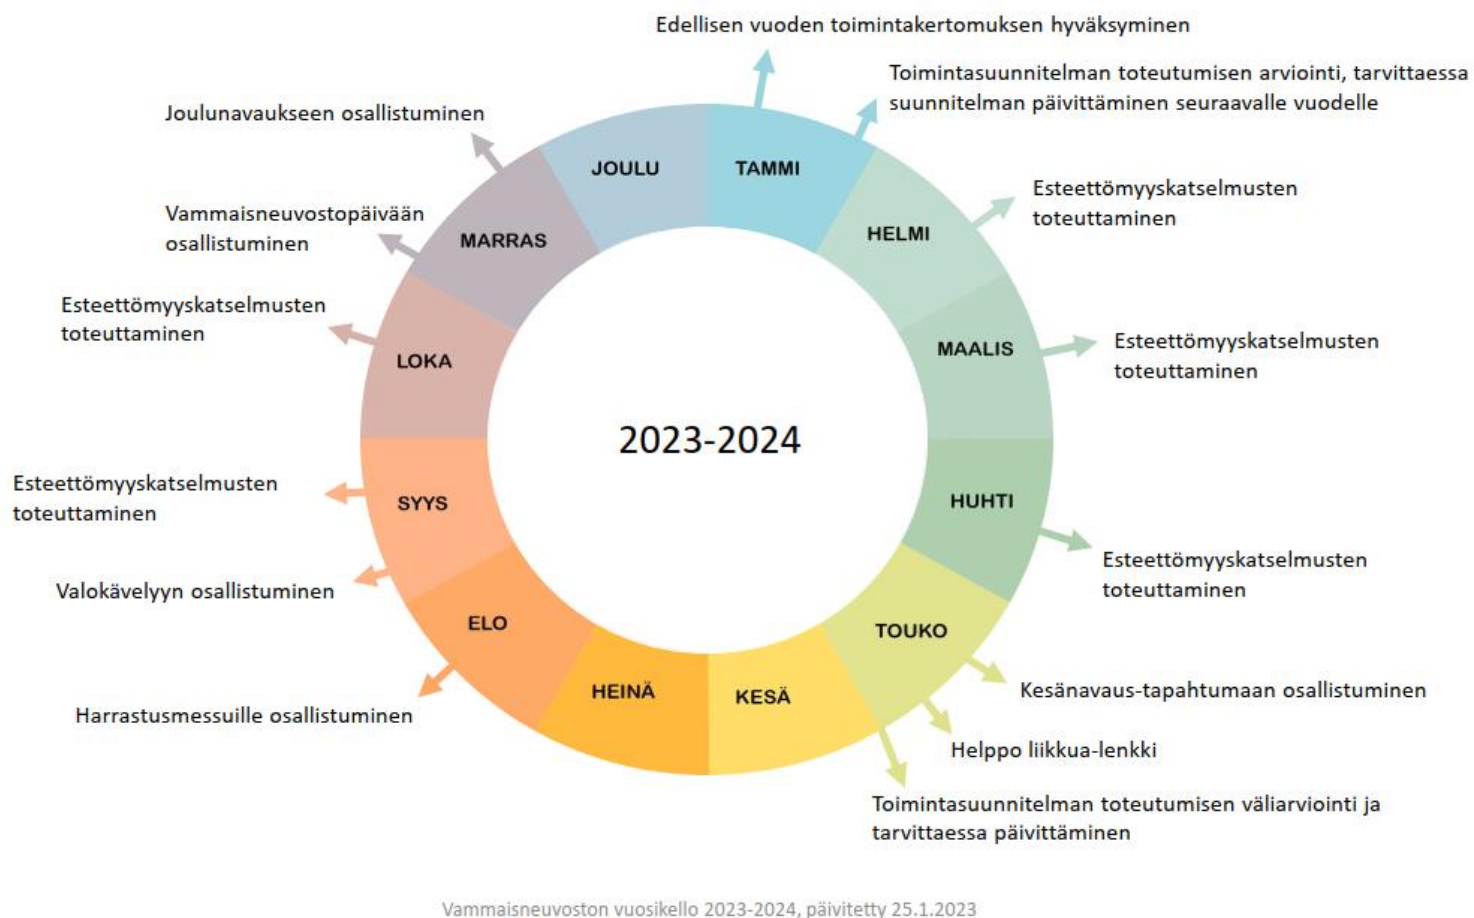 Edellisen vuoden toimintakertomuksen hyväksyminen
Toimintasuunnitelman toteutumisen arviointi, tarvittaessa
suunnitelman päivittäminen seuraavalle vuodelle
Joulunavaukseen osallistuminen
JOULU
TAMMI
Esteettömyyskatselmusten
toteuttaminen
Vammaisneuvostopäivään
osallistuminen
MARRAS
HELMI
Esteettömyyskatselmusten
toteuttaminen
LOKA
MAALIS
Esteettömyyskatselmusten
toteuttaminen
2023-2024
Esteettömyyskatselmusten
toteuttaminen
SYYS
HUHTI
Esteettömyyskatselmusten
toteuttaminen
Valokävelyyn osallistuminen
ELO
TOUKO
HEINÄ
KESÄ
Kesänavaus-tapahtumaan osallistuminen
Harrastusmessuille osallistuminen
Helppo liikkua-lenkki
Toimintasuunnitelman toteutumisen väliarviointi ja
tarvittaessa päivittäminen
Vammaisneuvoston vuosikello 2023-2024, päivitetty 25.1.2023